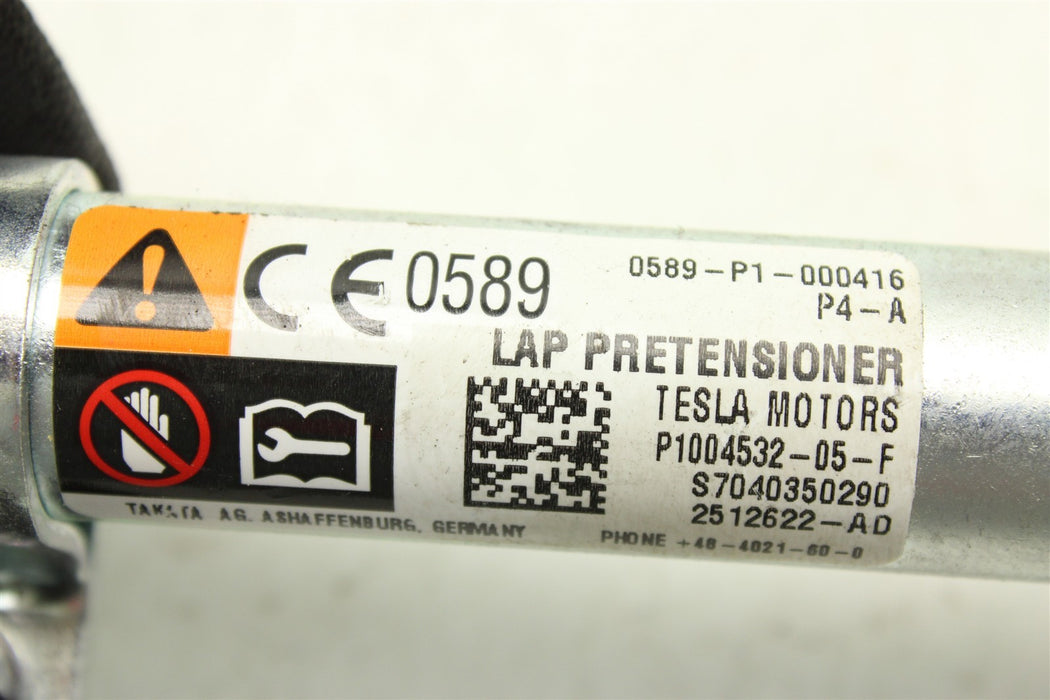 CE 0589
0589-P1-000416
P4-A
LAP PRETENSIONER
TESLA MOTORS
P1004532-05-F
S7040350290
2512622-AD
TAKATA AG. ASHAFFENBURG, GERMANY
PHONE +48-4021-60-0